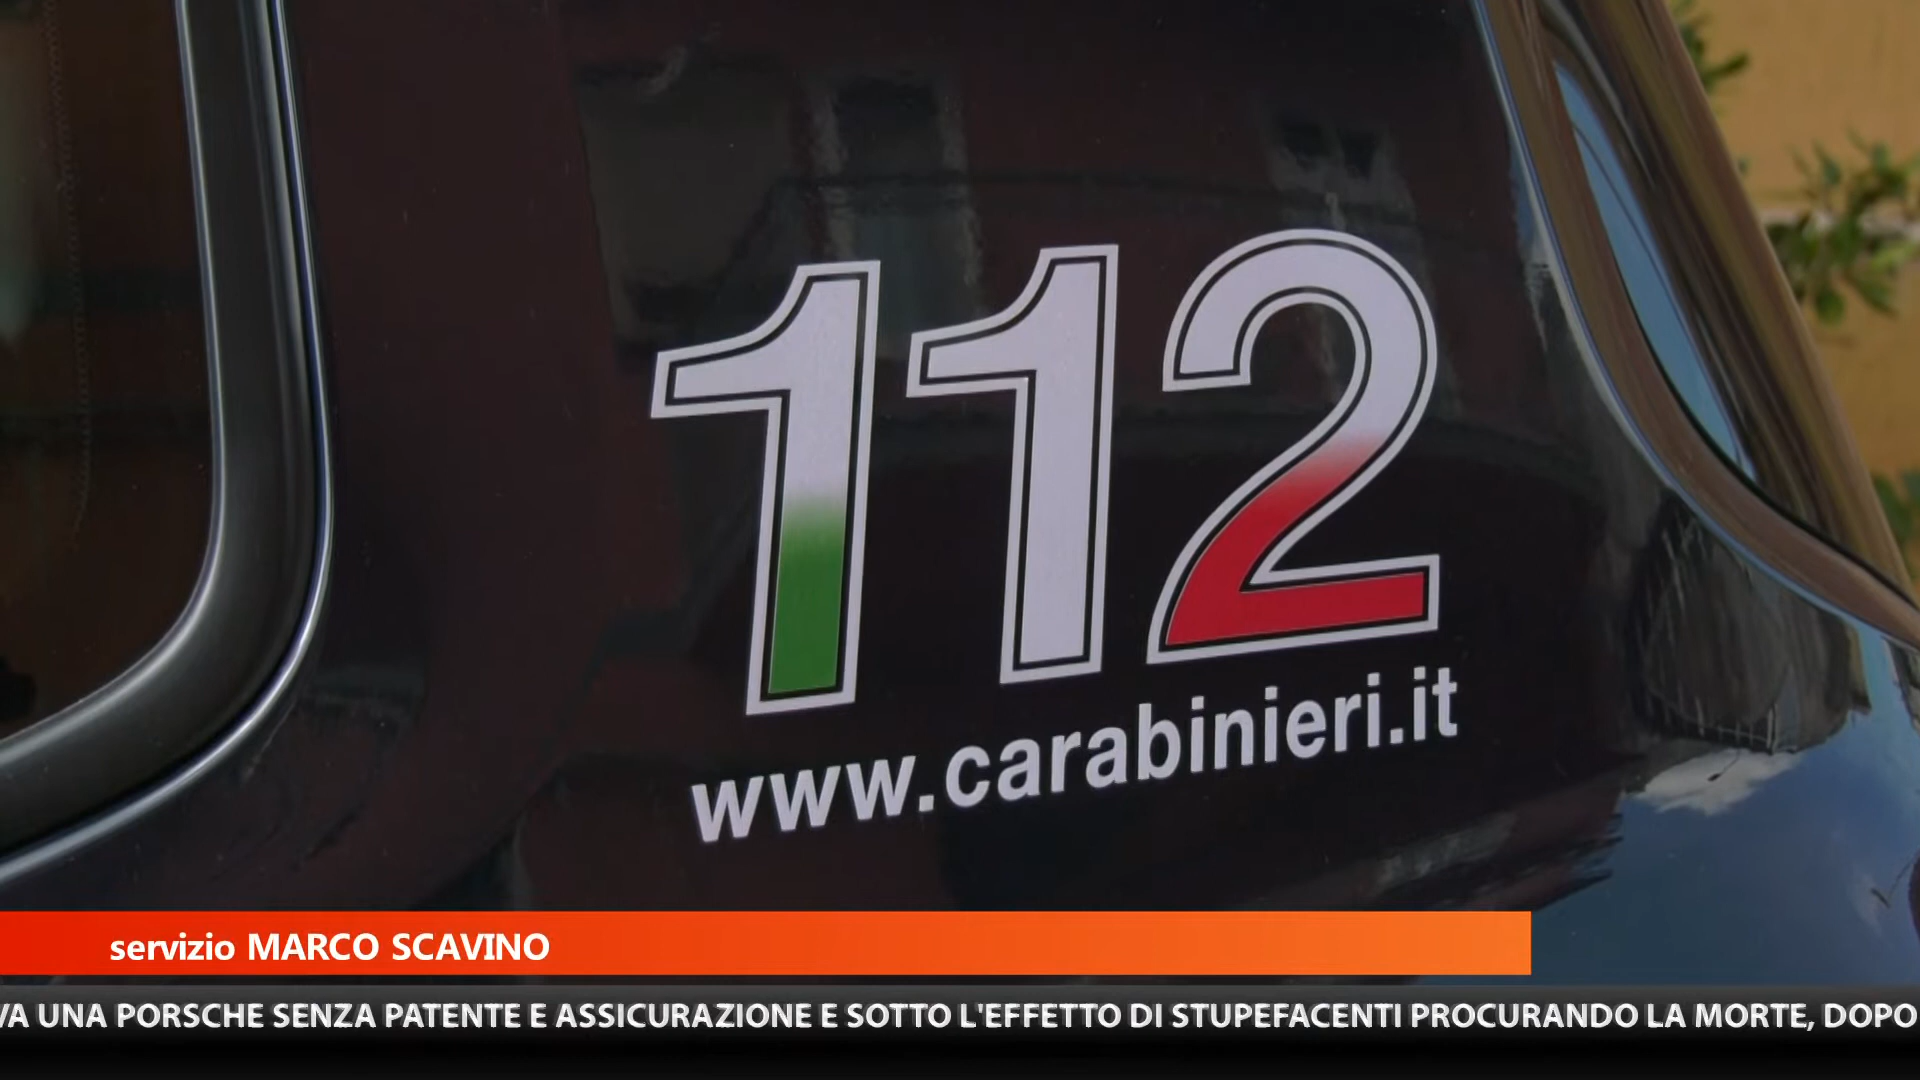 112
www.carabinieri.it
servizio MARCO SCAVINO
VA UNA PORSCHE SENZA PATENTE E ASSICURAZIONE E SOTTO L'EFFETTO DI STUPEFACENTI PROCURANDO LA MORTE, DOPO